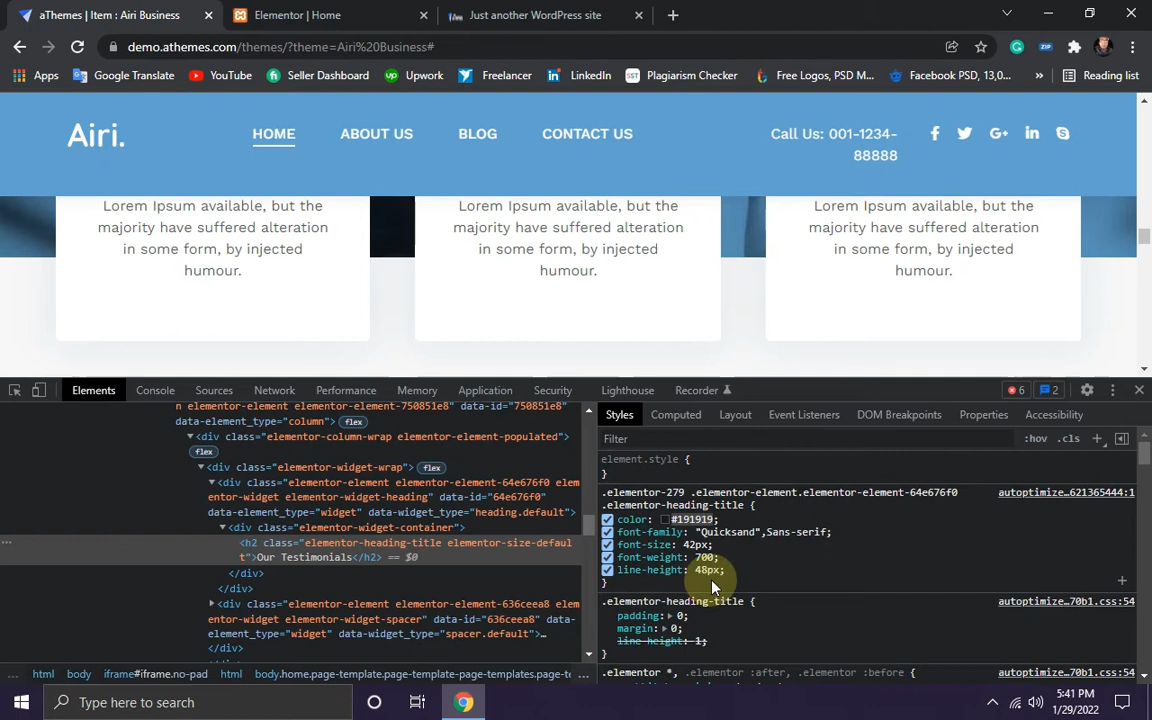 aThemes | Item : Airi Business
Elementor | Home
Just another WordPress site
demo.athemes.com/themes/?theme=Airi%20Business#
Apps
Google Translate
YouTube
Seller Dashboard
Upwork
Freelancer
LinkedIn
Plagiarism Checker
Free Logos, PSD M...
Facebook PSD, 13,0...
»
Reading list
Airi.
HOME
ABOUT US
BLOG
CONTACT US
Call Us: 001-1234-
88888
Lorem Ipsum available, but the
majority have suffered alteration
in some form, by injected
humour.
Lorem Ipsum available, but the
majority have suffered alteration
in some form, by injected
humour.
Lorem Ipsum available, but the
majority have suffered alteration
in some form, by injected
humour.
Elements
Console
Sources
Network
Performance
Memory
Application
Security
Lighthouse
Recorder
6
2
n elementor-element elementor-element-750851e8" data-id="750851e8"
data-element_type="column"> flex
<div class="elementor-column-wrap elementor-element-populated">
flex
<div class="elementor-widget-wrap"> flex
<div class="elementor-element elementor-element-64e676f0 elem
entor-widget elementor-widget-heading" data-id="64e676f0"
data-element_type="widget" data-widget_type="heading.default">
<div class="elementor-widget-container">
... <h2 class="elementor-heading-title elementor-size-defaul
t">Our Testimonials</h2> == $0
</div>
</div>
<div class="elementor-element elementor-element-636ceea8 elem
entor-widget elementor-widget-spacer" data-id="636ceea8" data-
element_type="widget" data-widget_type="spacer.default">…
</div>
</div>
... html body iframe#iframe.no-pad html body.home.page-template.page-template-page-templates.page-te ...
Styles
Computed
Layout
Event Listeners
DOM Breakpoints
Properties
Accessibility
Filter
:hov .cls +
element.style {
}
.elementor-279 .elementor-element.elementor-element-64e676f0
autoptimize…621365444:1
.elementor-heading-title {
color: #191919;
font-family: "Quicksand",Sans-serif;
font-size: 42px;
font-weight: 700;
line-height: 48px;
}
.elementor-heading-title {
autoptimize…70b1.css:54
padding: 0;
margin: 0;
line-height: 1;
}
.elementor *, .elementor :after, .elementor :before {
autoptimize…70b1.css:54
Type here to search
5:41 PM
1/29/2022